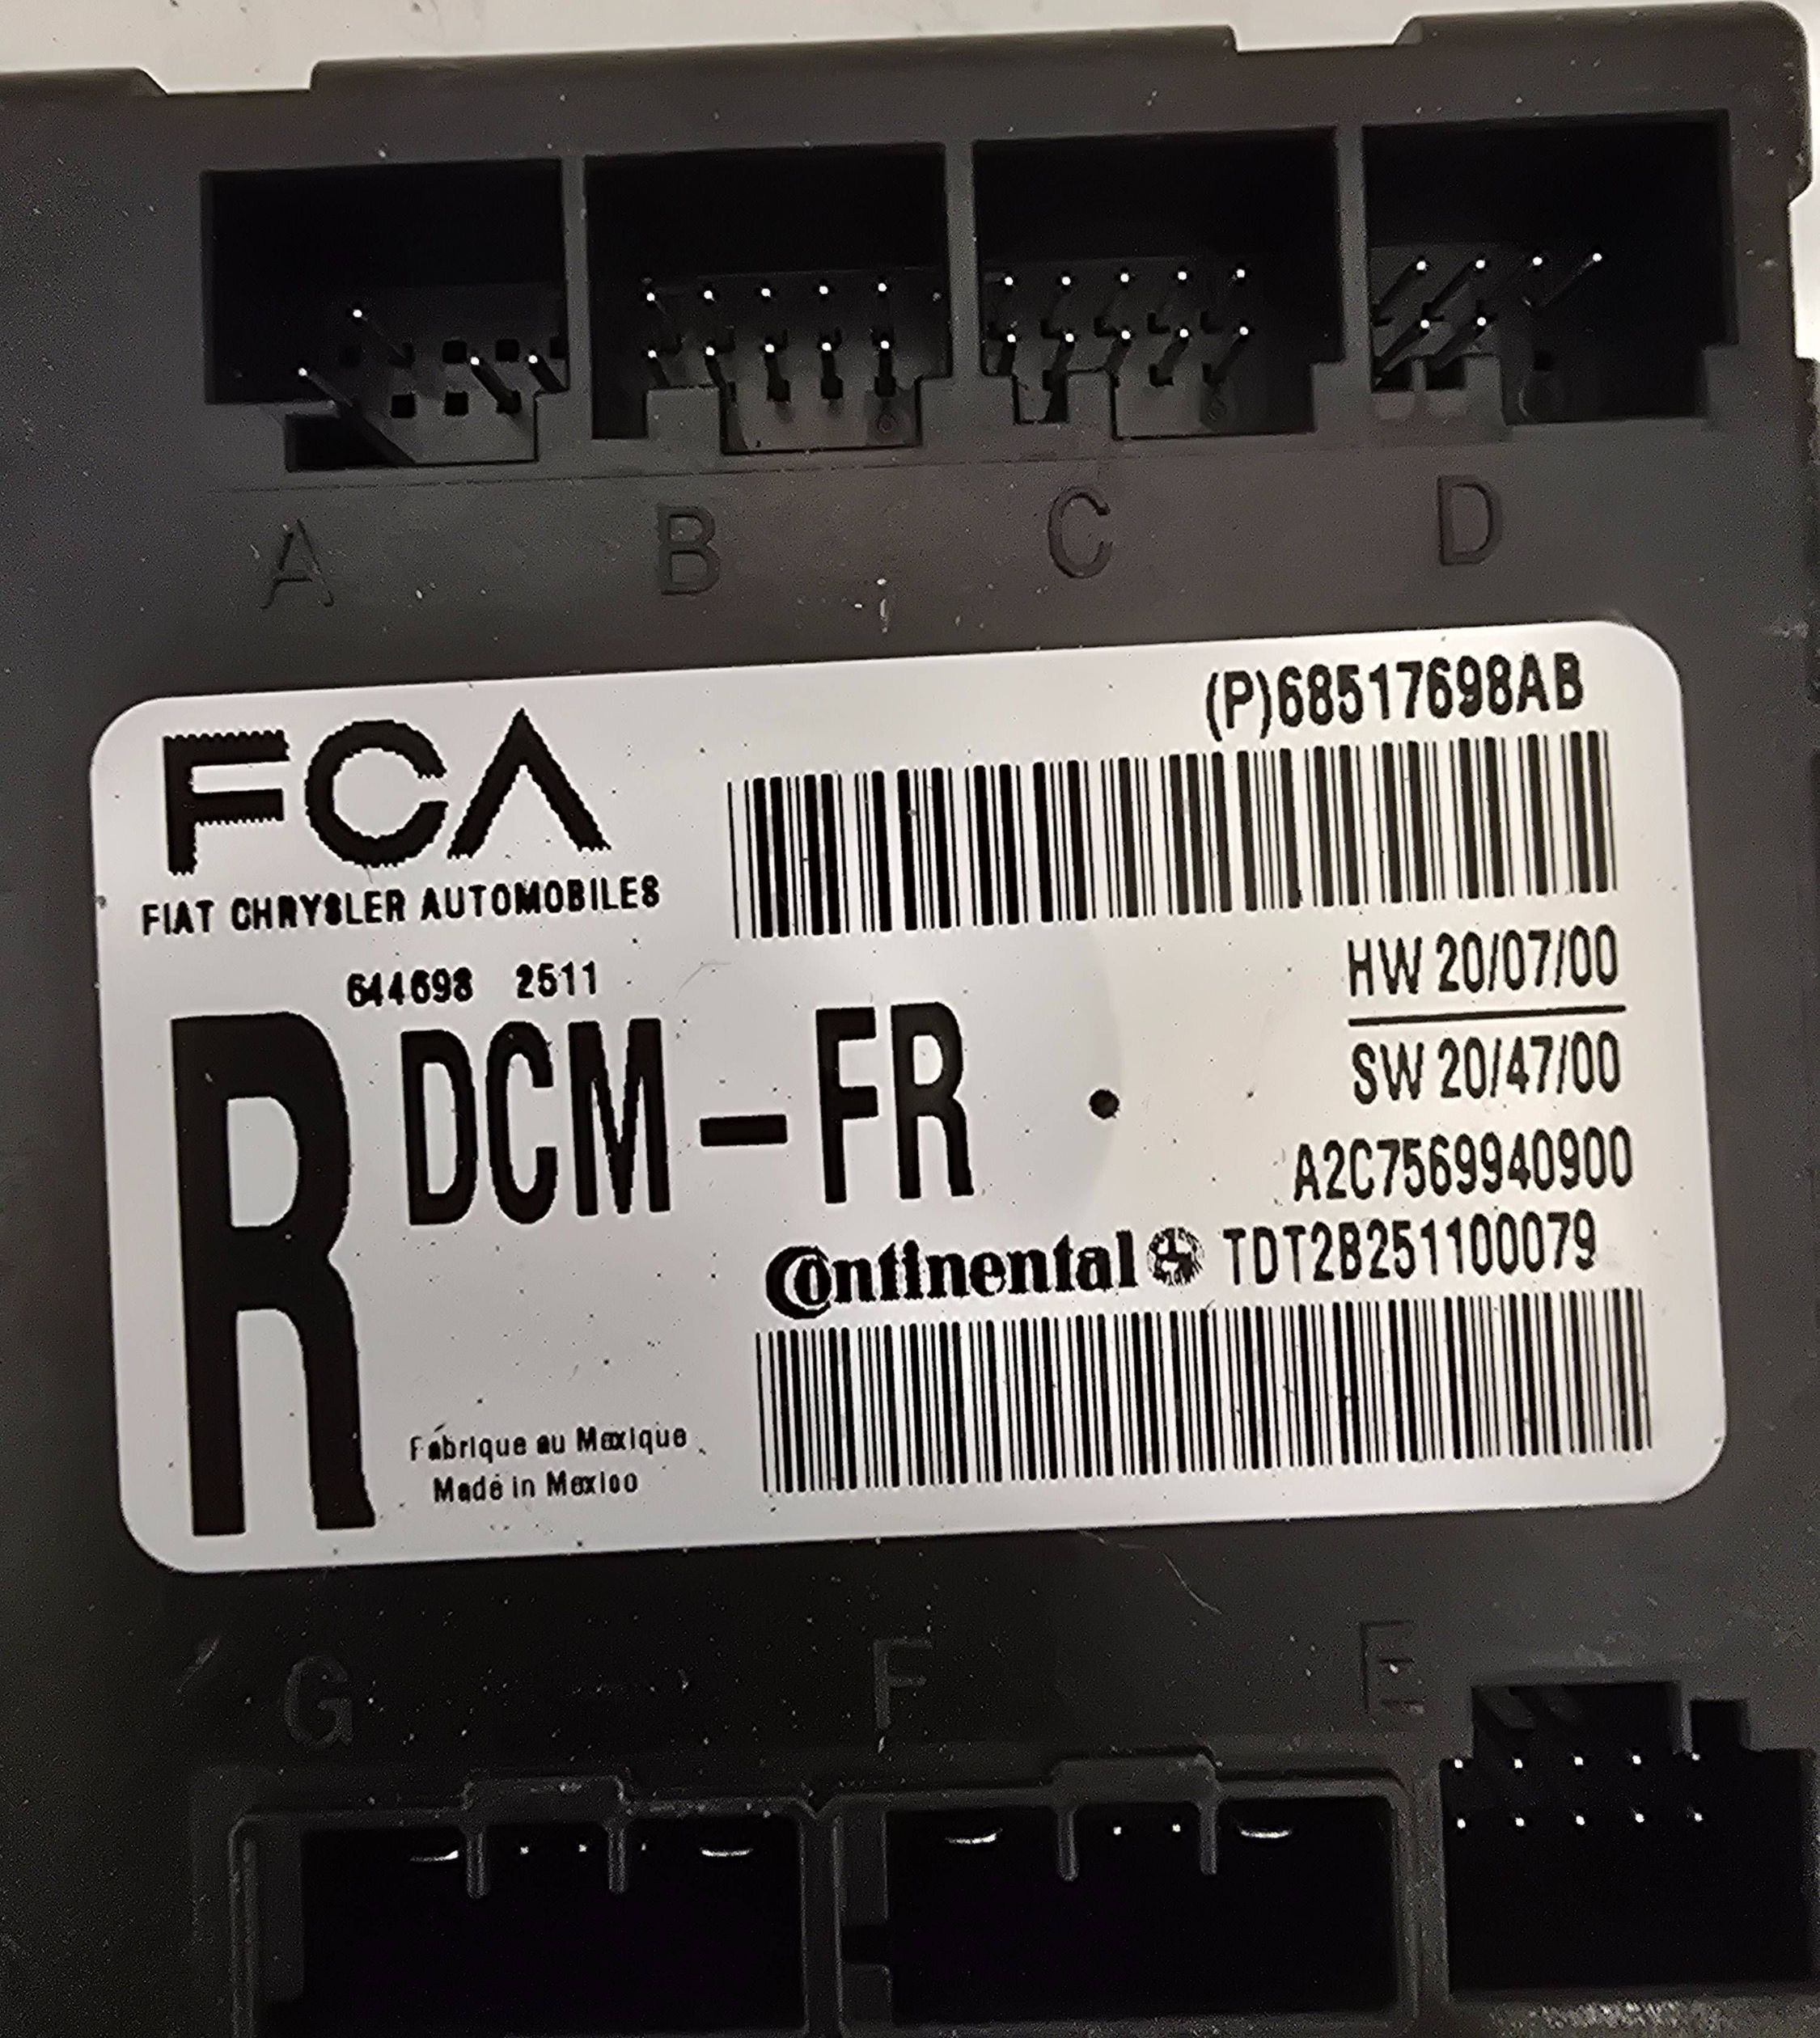 A B C D
(P)68517698AB
FCA
FIAT CHRYSLER AUTOMOBILES
HW 20/07/00
644698 2511
SW 20/47/00
R DCM-FR
A2C7569940900
Continental TDT2B251100079
Fabrique au Mexique
Made in Mexico
G F E